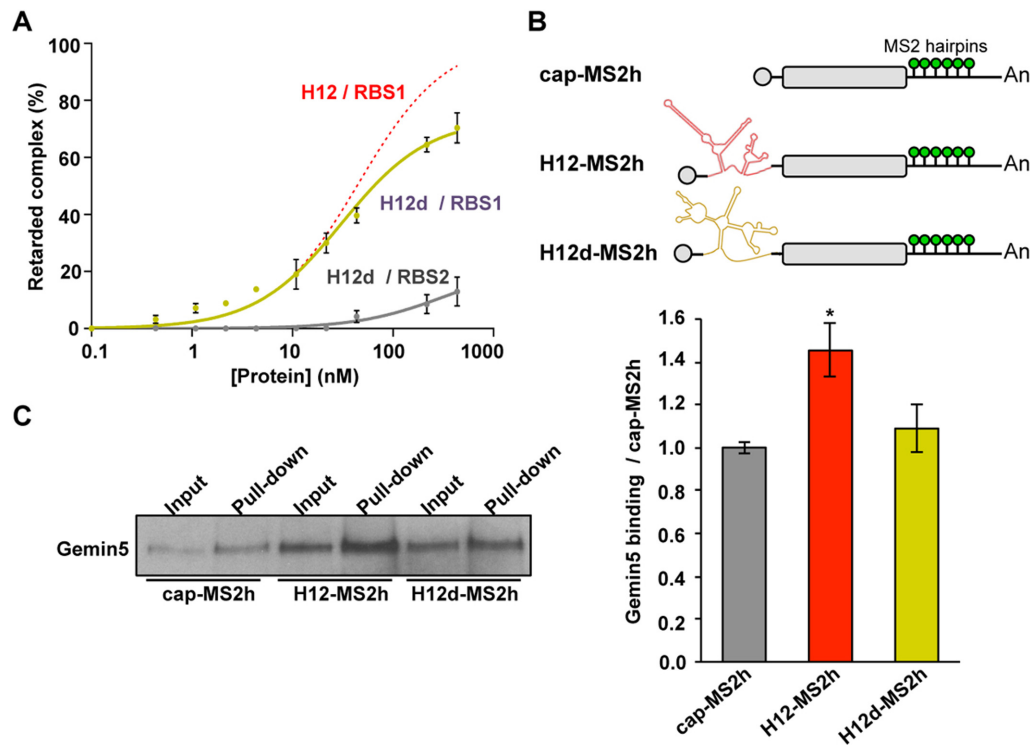 A
100
80
60
40
20
0
Retarded complex (%)
H12 / RBS1
H12d / RBS1
H12d / RBS2
0.1 1 10 100 1000
[Protein] (nM)
B
MS2 hairpins
cap-MS2h An
H12-MS2h An
H12d-MS2h An
1.6
1.4
1.2
1.0
0.8
0.6
0.4
0.2
0.0
Gemin5 binding / cap-MS2h
*
cap-MS2h
H12-MS2h
H12d-MS2h
C
Input Pull-down Input Pull-down Input Pull-down
Gemin5
cap-MS2h H12-MS2h H12d-MS2h